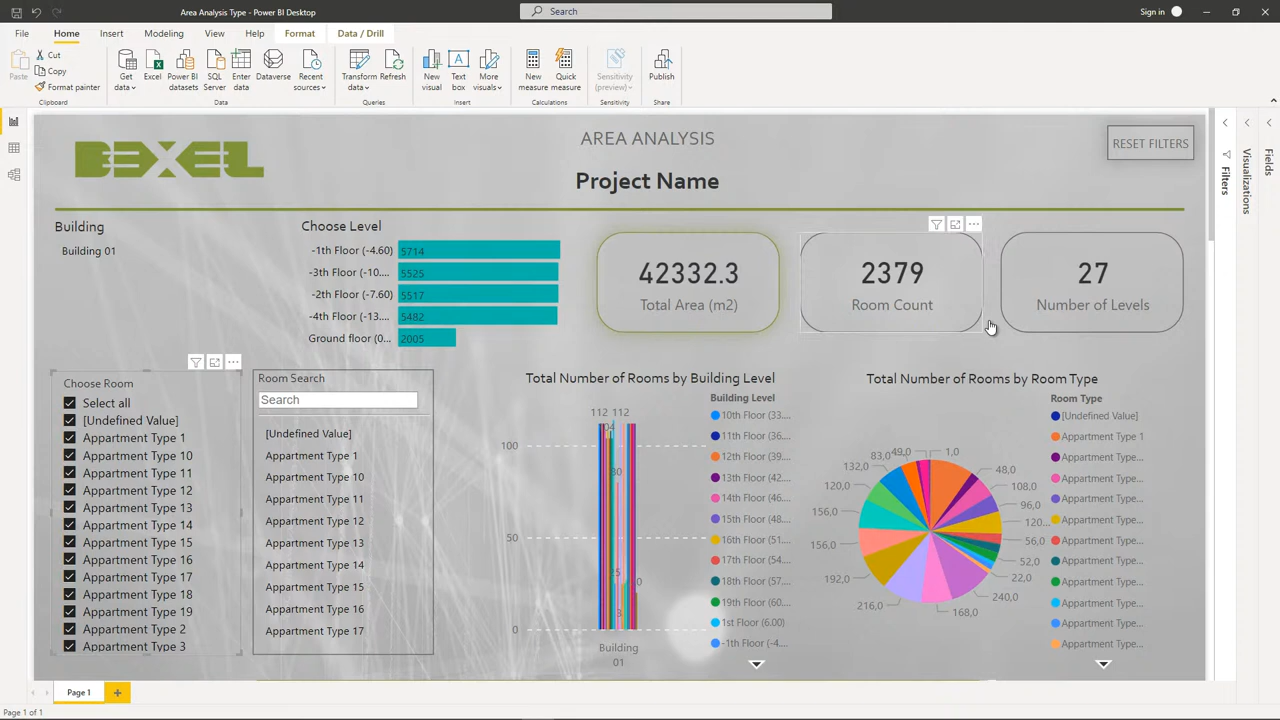 Area Analysis Type - Power BI Desktop
Search
Sign in
File
Home
Insert
Modeling
View
Help
Format
Data / Drill
Paste
Cut
Copy
Format painter
Get data
Excel
Power BI datasets
SQL Server
Enter data
Dataverse
Recent sources
Transform data
Refresh
New visual
Text box
More visuals
New measure
Quick measure
Sensitivity (preview)
Publish
Clipboard
Data
Queries
Insert
Calculations
Sensitivity
Share
BEXEL
AREA ANALYSIS
Project Name
RESET FILTERS
Filters
Visualizations
Fields
Building
Building 01
Choose Level
-1th Floor (-4.60) 5714
-3th Floor (-10.... 5525
-2th Floor (-7.60) 5517
-4th Floor (-13.... 5482
Ground floor (0... 2005
42332.3
Total Area (m2)
2379
Room Count
27
Number of Levels
Choose Room
Select all
[Undefined Value]
Appartment Type 1
Appartment Type 10
Appartment Type 11
Appartment Type 12
Appartment Type 13
Appartment Type 14
Appartment Type 15
Appartment Type 16
Appartment Type 17
Appartment Type 18
Appartment Type 19
Appartment Type 2
Appartment Type 3
Room Search
Search
[Undefined Value]
Appartment Type 1
Appartment Type 10
Appartment Type 11
Appartment Type 12
Appartment Type 13
Appartment Type 14
Appartment Type 15
Appartment Type 16
Appartment Type 17
Total Number of Rooms by Building Level
112 112
100
50
0
Building
01
Building Level
10th Floor (33....
11th Floor (36....
12th Floor (39....
13th Floor (42....
14th Floor (46....
15th Floor (48....
16th Floor (51....
17th Floor (54....
18th Floor (57....
19th Floor (60....
1st Floor (6.00)
-1th Floor (-4....
Total Number of Rooms by Room Type
1,0
48,0
108,0
96,0
120...
56,0
52,0
22,0
240,0
168,0
216,0
192,0
156,0
156,0
120,0
132,0
83,0
49,0
Room Type
[Undefined Value]
Appartment Type 1
Appartment Type...
Appartment Type...
Appartment Type...
Appartment Type...
Appartment Type...
Appartment Type...
Appartment Type...
Appartment Type...
Appartment Type...
Appartment Type...
Page 1
Page 1 of 1